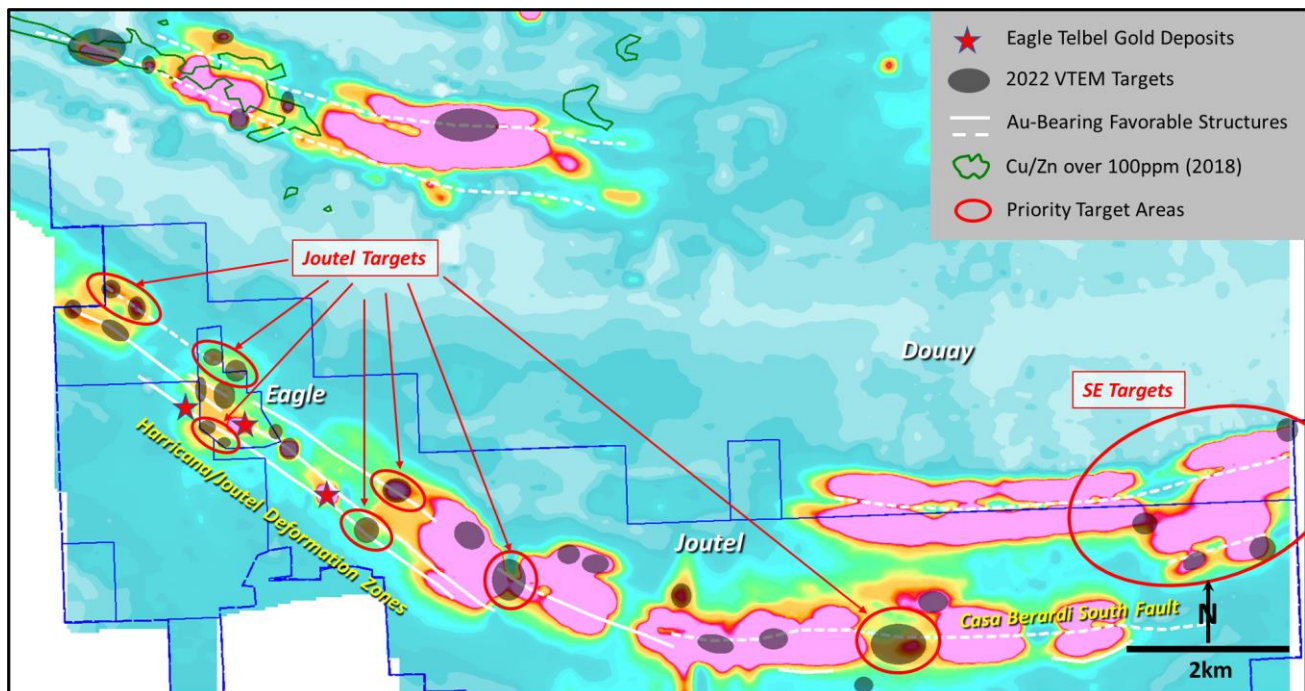 Eagle Telbel Gold Deposits
2022 VTEM Targets
Au-Bearing Favorable Structures
Cu/Zn over 100ppm (2018)
Priority Target Areas
Joutel Targets
Douay
SE Targets
Eagle
Harricana/Joutel Deformation Zones
Joutel
Casa Berardi South Fault
N
2km